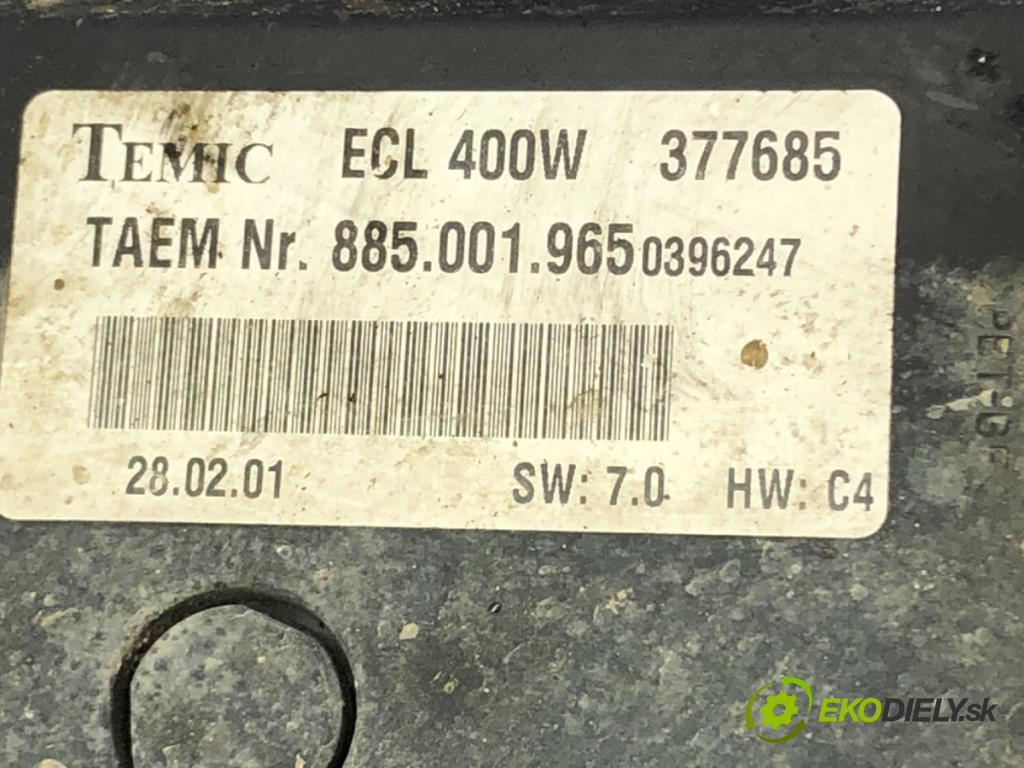 TEMIC ECL 400W 377685
TAEM Nr. 885.001.965 0396247
28.02.01 SW: 7.0 HW: C4
EKODIELY.sk